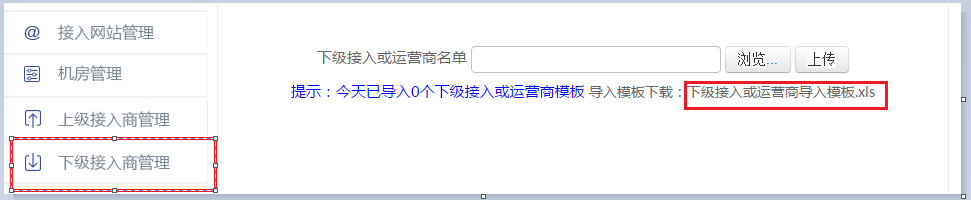 接入网站管理
机房管理
上级接入商管理
下级接入商管理
下级接入或运营商名单 浏览... 上传
提示：今天已导入0个下级接入或运营商模板 导入模板下载：下级接入或运营商导入模板.xls